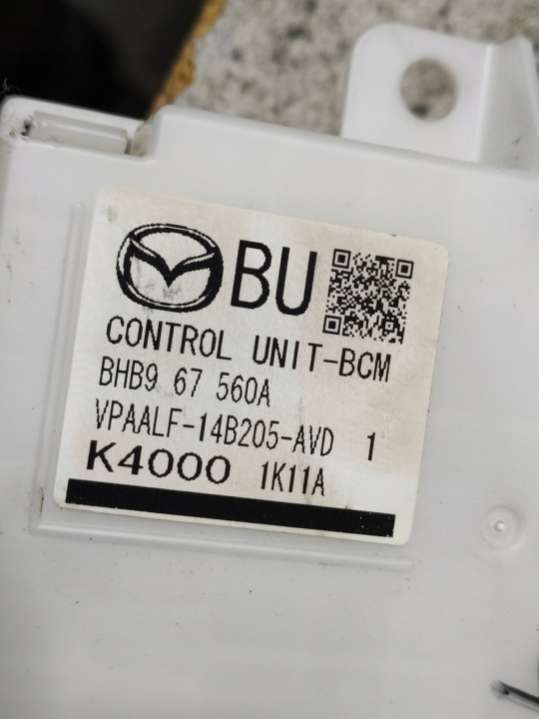 BU
CONTROL UNIT-BCM
BHB9 67 560A
VPAALF-14B205-AVD 1
K4000 1K11A